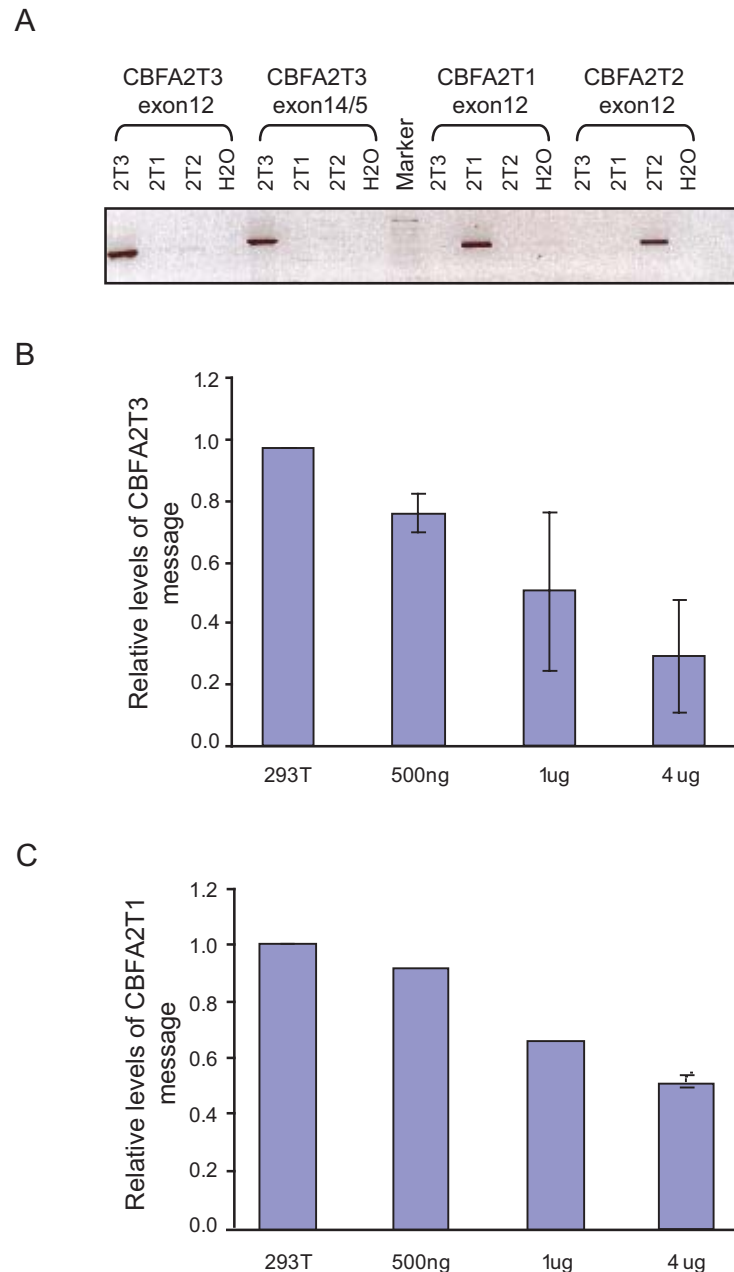 A
CBFA2T3 CBFA2T3 CBFA2T1 CBFA2T2
exon12 exon14/5 Marker exon12 exon12
2T3 2T1 2T2 H2O 2T3 2T1 2T2 H2O 2T3 2T1 2T2 H2O 2T3 2T1 2T2 H2O
B
Relative levels of CBFA2T3
message
1.2
1.0
0.8
0.6
0.4
0.2
0.0
293T 500ng 1ug 4 ug
C
Relative levels of CBFA2T1
message
1.2
1.0
0.8
0.6
0.4
0.2
0.0
293T 500ng 1ug 4 ug